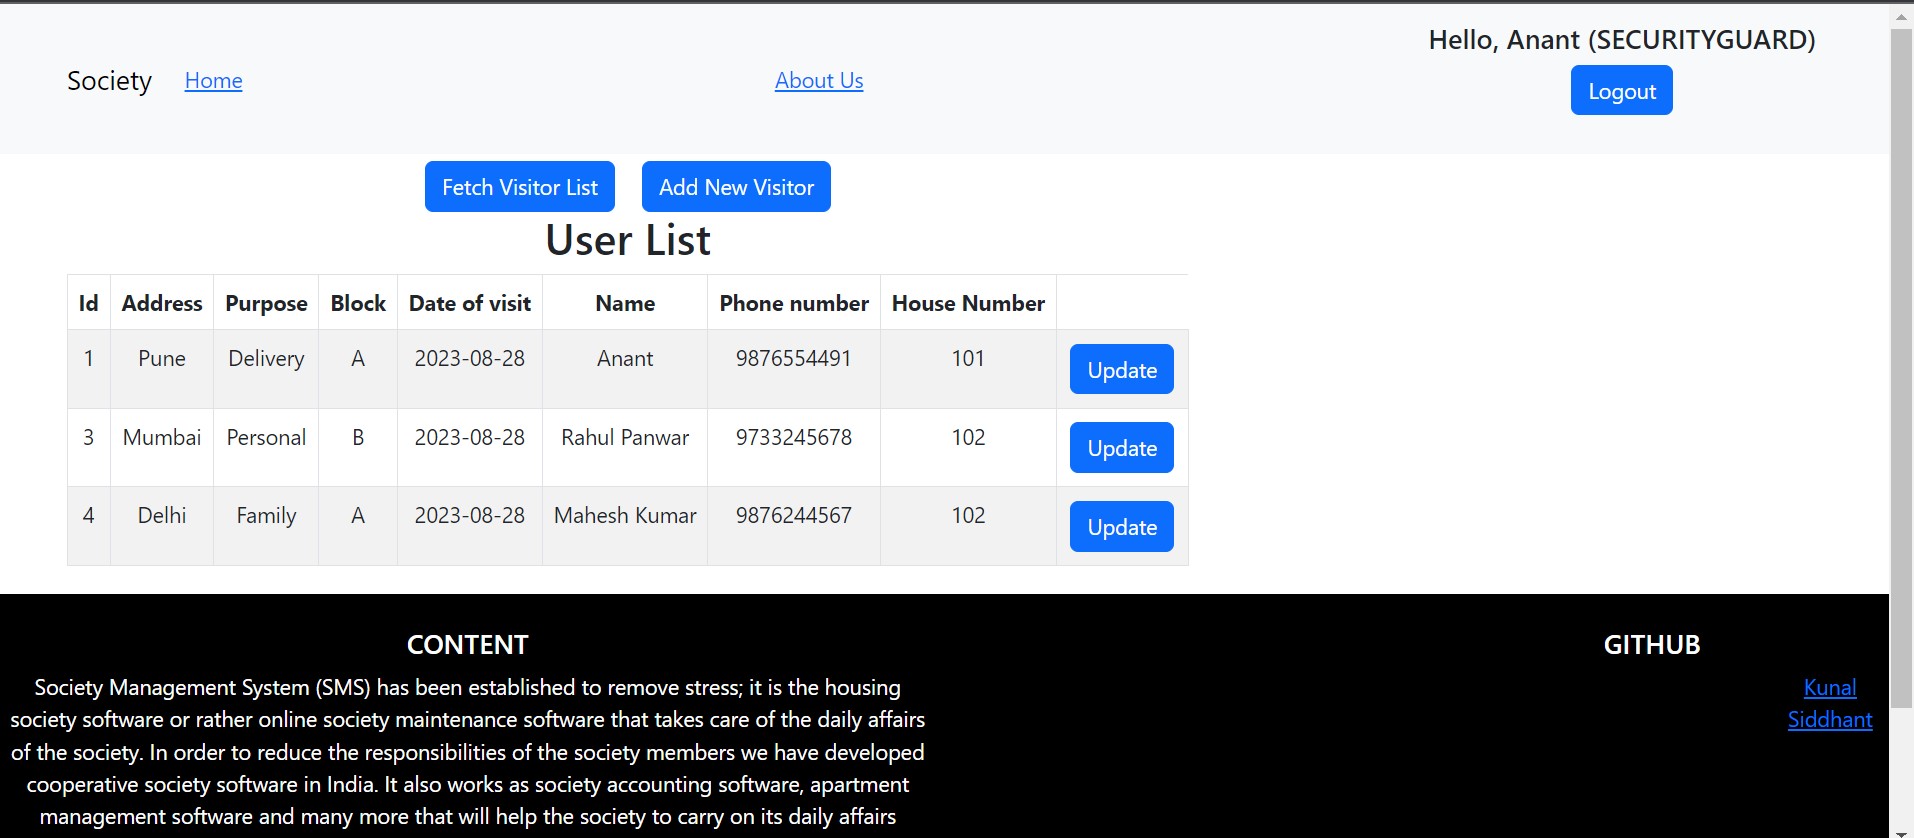 Hello, Anant (SECURITYGUARD)
Society Home About Us
Logout
Fetch Visitor List Add New Visitor
User List
Id Address Purpose Block Date of visit Name Phone number House Number
1 Pune Delivery A 2023-08-28 Anant 9876554491 101 Update
3 Mumbai Personal B 2023-08-28 Rahul Panwar 9733245678 102 Update
4 Delhi Family A 2023-08-28 Mahesh Kumar 9876244567 102 Update
CONTENT
Society Management System (SMS) has been established to remove stress; it is the housing
society software or rather online society maintenance software that takes care of the daily affairs
of the society. In order to reduce the responsibilities of the society members we have developed
cooperative society software in India. It also works as society accounting software, apartment
management software and many more that will help the society to carry on its daily affairs
GITHUB
Kunal
Siddhant